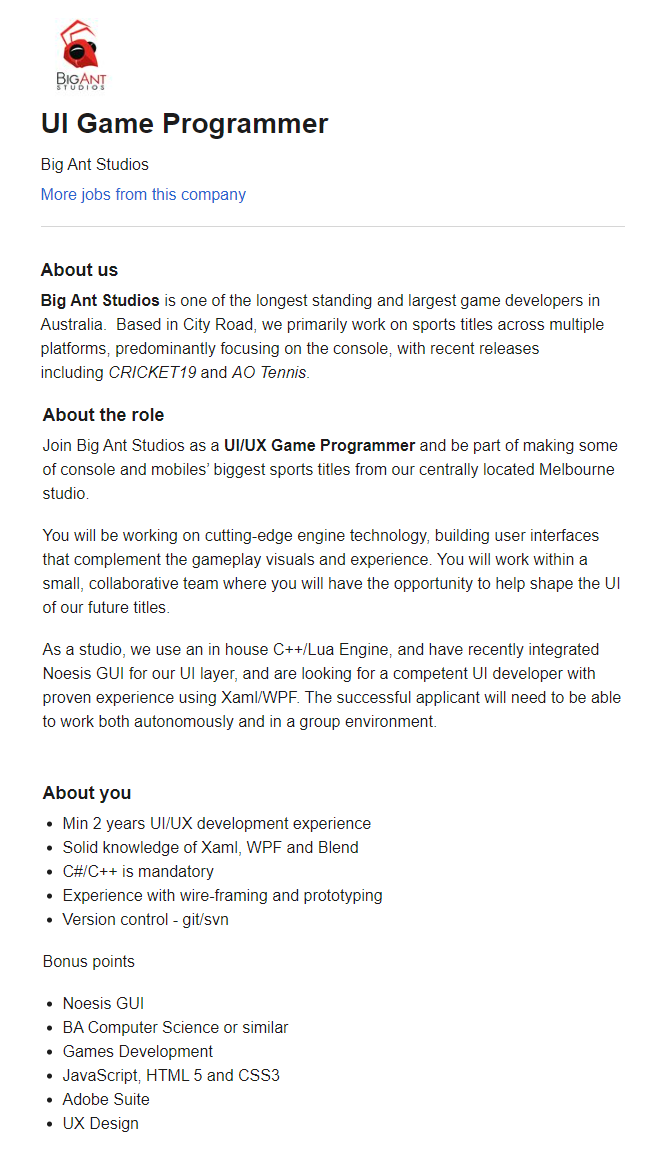 BIGANT
STUDIOS
UI Game Programmer
Big Ant Studios
More jobs from this company
About us
Big Ant Studios is one of the longest standing and largest game developers in
Australia.  Based in City Road, we primarily work on sports titles across multiple
platforms, predominantly focusing on the console, with recent releases
including CRICKET19 and AO Tennis.
About the role
Join Big Ant Studios as a UI/UX Game Programmer and be part of making some
of console and mobiles’ biggest sports titles from our centrally located Melbourne
studio.
You will be working on cutting-edge engine technology, building user interfaces
that complement the gameplay visuals and experience. You will work within a
small, collaborative team where you will have the opportunity to help shape the UI
of our future titles.
As a studio, we use an in house C++/Lua Engine, and have recently integrated
Noesis GUI for our UI layer, and are looking for a competent UI developer with
proven experience using Xaml/WPF. The successful applicant will need to be able
to work both autonomously and in a group environment.
About you
• Min 2 years UI/UX development experience
• Solid knowledge of Xaml, WPF and Blend
• C#/C++ is mandatory
• Experience with wire-framing and prototyping
• Version control - git/svn
Bonus points
• Noesis GUI
• BA Computer Science or similar
• Games Development
• JavaScript, HTML 5 and CSS3
• Adobe Suite
• UX Design